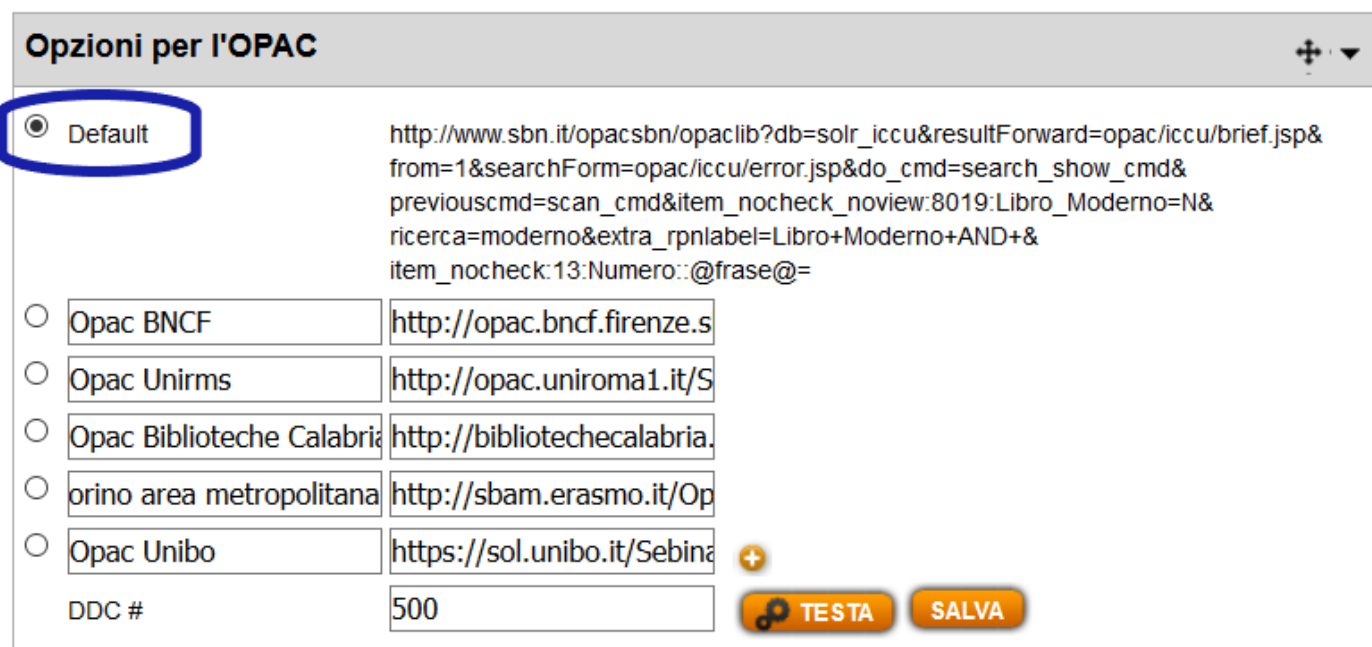 Opzioni per l'OPAC
Default
http://www.sbn.it/opacsbn/opaclib?db=solr_iccu&resultForward=opac/iccu/brief.jsp&
from=1&searchForm=opac/iccu/error.jsp&do_cmd=search_show_cmd&
previouscmd=scan_cmd&item_nocheck_noview:8019:Libro_Moderno=N&
ricerca=moderno&extra_rpnlabel=Libro+Moderno+AND+&
item_nocheck:13:Numero::@frase@=
Opac BNCF http://opac.bncf.firenze.s
Opac Unirms http://opac.uniroma1.it/S
Opac Biblioteche Calabria http://bibliotechecalabria.
orino area metropolitana http://sbam.erasmo.it/Op
Opac Unibo https://sol.unibo.it/Sebina
DDC # 500 TESTA SALVA